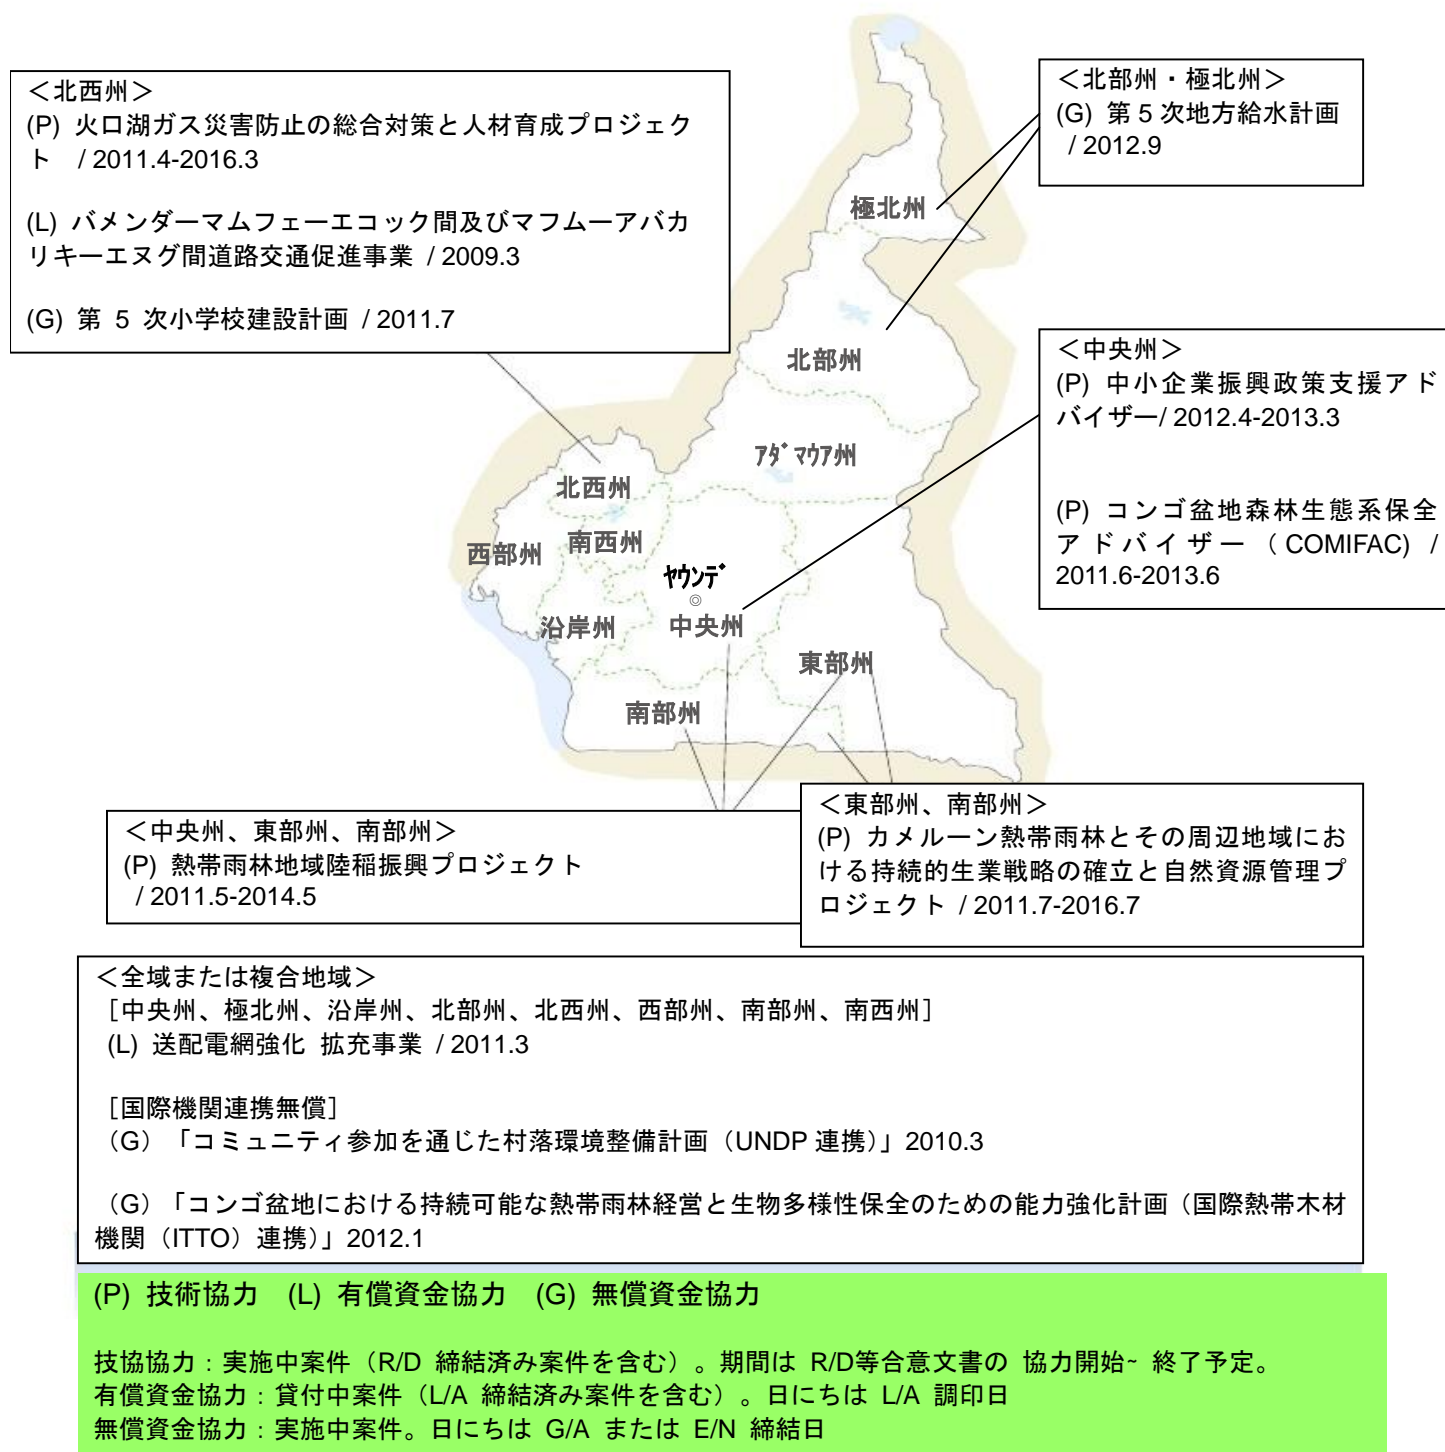 ＜北西州＞
(P) 火口湖ガス災害防止の総合対策と人材育成プロジェク
ト / 2011.4-2016.3
(L) バメンダーマムフェーエコック間及びマフムーアバカ
リキーエヌグ間道路交通促進事業 / 2009.3
(G) 第 5 次小学校建設計画 / 2011.7
＜北部州・極北州＞
(G) 第 5 次地方給水計画
/ 2012.9
＜中央州＞
(P) 中小企業振興政策支援アド
バイザー/ 2012.4-2013.3
(P) コンゴ盆地森林生態系保全
アドバイザー（COMIFAC) /
2011.6-2013.6
極北州
北部州
ｱﾀﾞﾏｳｱ州
北西州
西部州
南西州
ﾔｳﾝﾃﾞ
◎
沿岸州
中央州
東部州
南部州
＜中央州、東部州、南部州＞
(P) 熱帯雨林地域陸稲振興プロジェクト
/ 2011.5-2014.5
＜東部州、南部州＞
(P) カメルーン熱帯雨林とその周辺地域にお
ける持続的生業戦略の確立と自然資源管理プ
ロジェクト / 2011.7-2016.7
＜全域または複合地域＞
［中央州、極北州、沿岸州、北部州、北西州、西部州、南部州、南西州］
(L) 送配電網強化 拡充事業 / 2011.3
［国際機関連携無償］
（G）「コミュニティ参加を通じた村落環境整備計画（UNDP 連携）」2010.3
（G）「コンゴ盆地における持続可能な熱帯雨林経営と生物多様性保全のための能力強化計画（国際熱帯木材
機関（ITTO）連携）」2012.1
(P) 技術協力 (L) 有償資金協力 (G) 無償資金協力
技協協力：実施中案件（R/D 締結済み案件を含む）。期間は R/D等合意文書の 協力開始~ 終了予定。
有償資金協力：貸付中案件（L/A 締結済み案件を含む）。日にちは L/A 調印日
無償資金協力：実施中案件。日にちは G/A または E/N 締結日